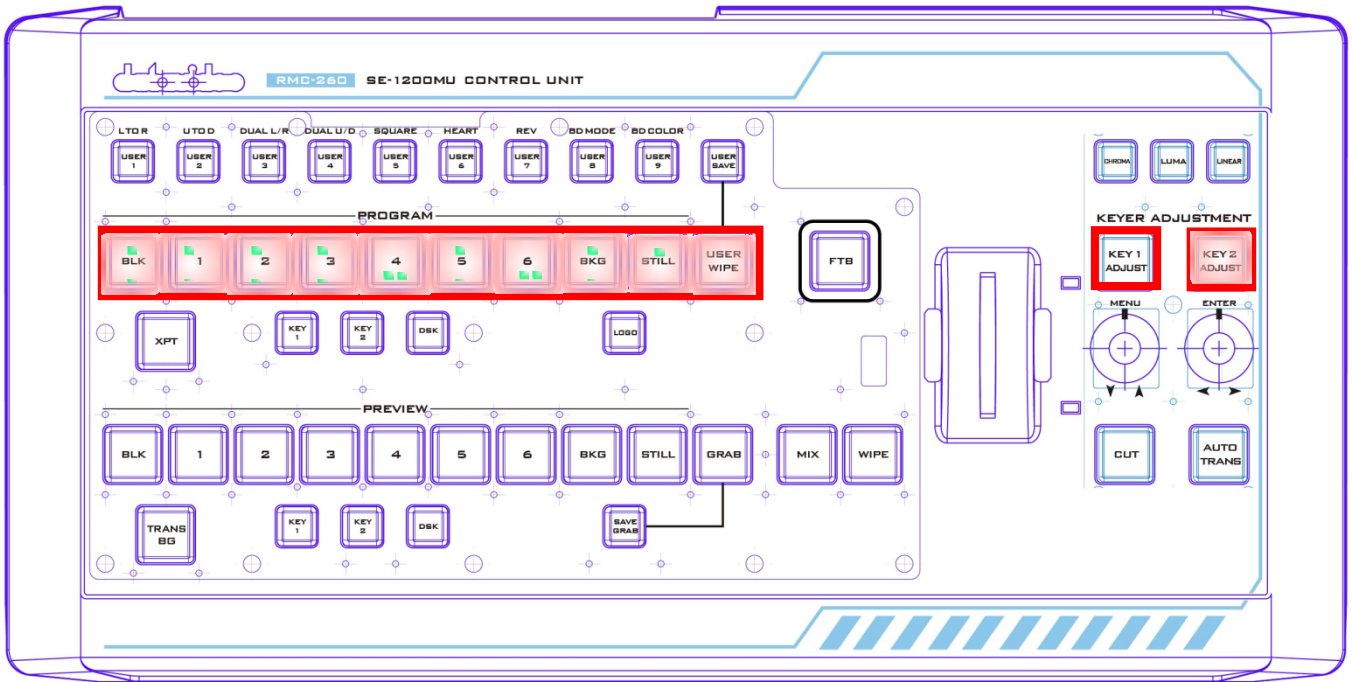 RMC-260 SE-1200MU CONTROL UNIT
L TO R U TO D DUAL L/R DUAL U/D SQUARE HEART REV BD MODE BD COLOR
USER 1 USER 2 USER 3 USER 4 USER 5 USER 6 USER 7 USER 8 USER 9 USER SAVE
CHROMA LUMA LINEAR
PROGRAM
KEYER ADJUSTMENT
BLK 1 2 3 4 5 6 BKG STILL USER WIPE
FTB
KEY 1 ADJUST KEY 2 ADJUST
MENU ENTER
XPT KEY 1 KEY 2 DSK LOGO
PREVIEW
BLK 1 2 3 4 5 6 BKG STILL GRAB MIX WIPE
CUT AUTO TRANS
TRANS BG KEY 1 KEY 2 DSK SAVE GRAB